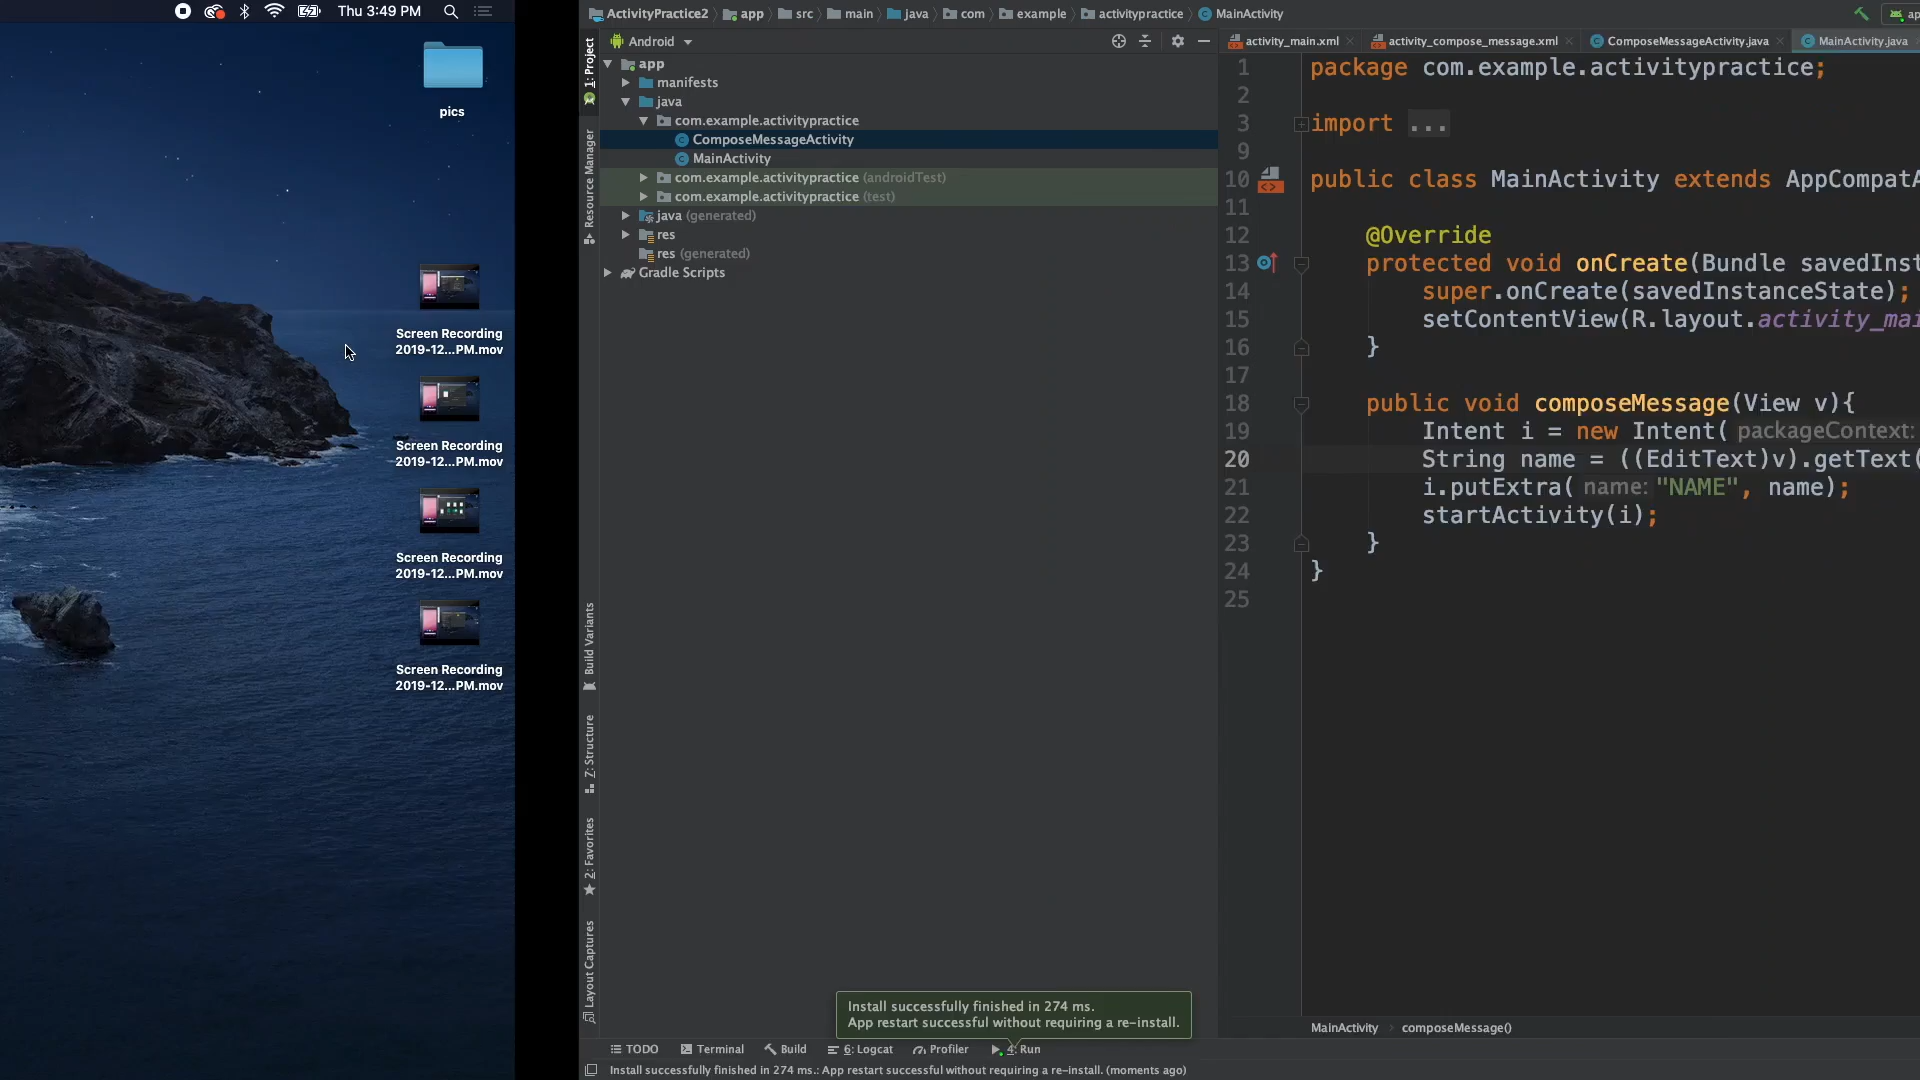 Thu 3:49 PM
pics
Screen Recording
2019-12...PM.mov
Screen Recording
2019-12...PM.mov
Screen Recording
2019-12...PM.mov
Screen Recording
2019-12...PM.mov
ActivityPractice2 app src main java com example activitypractice MainActivity
Android
activity_main.xml activity_compose_message.xml ComposeMessageActivity.java MainActivity.java
1: Project
Resource Manager
Build Variants
Z: Structure
2: Favorites
Layout Captures
app
manifests
java
com.example.activitypractice
ComposeMessageActivity
MainActivity
com.example.activitypractice (androidTest)
com.example.activitypractice (test)
java (generated)
res
res (generated)
Gradle Scripts
1 package com.example.activitypractice;
2
3 import ...
9
10 public class MainActivity extends AppCompatA
11
12 @Override
13 protected void onCreate(Bundle savedInst
14 super.onCreate(savedInstanceState);
15 setContentView(R.layout.activity_mai
16 }
17
18 public void composeMessage(View v){
19 Intent i = new Intent( packageContext:
20 String name = ((EditText)v).getText(
21 i.putExtra( name: "NAME", name);
22 startActivity(i);
23 }
24 }
25
Install successfully finished in 274 ms.
App restart successful without requiring a re-install.
MainActivity composeMessage()
TODO Terminal Build 6: Logcat Profiler 4: Run
Install successfully finished in 274 ms.: App restart successful without requiring a re-install. (moments ago)